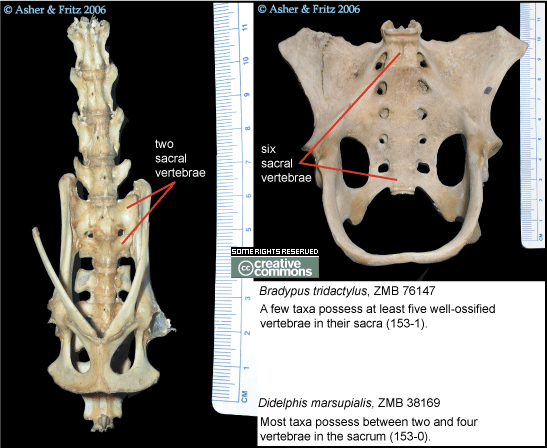 © Asher & Fritz 2006
© Asher & Fritz 2006
two
sacral
vertebrae
six
sacral
vertebrae
11
10
9
8
7
6
5
4
3
2
1
CM
11
10
9
8
7
6
5
4
3
2
1
CM
SOME RIGHTS RESERVED
cc creative
commons
Bradypus tridactylus, ZMB 76147
A few taxa possess at least five well-ossified
vertebrae in their sacra (153-1).
Didelphis marsupialis, ZMB 38169
Most taxa possess between two and four
vertebrae in the sacrum (153-0).